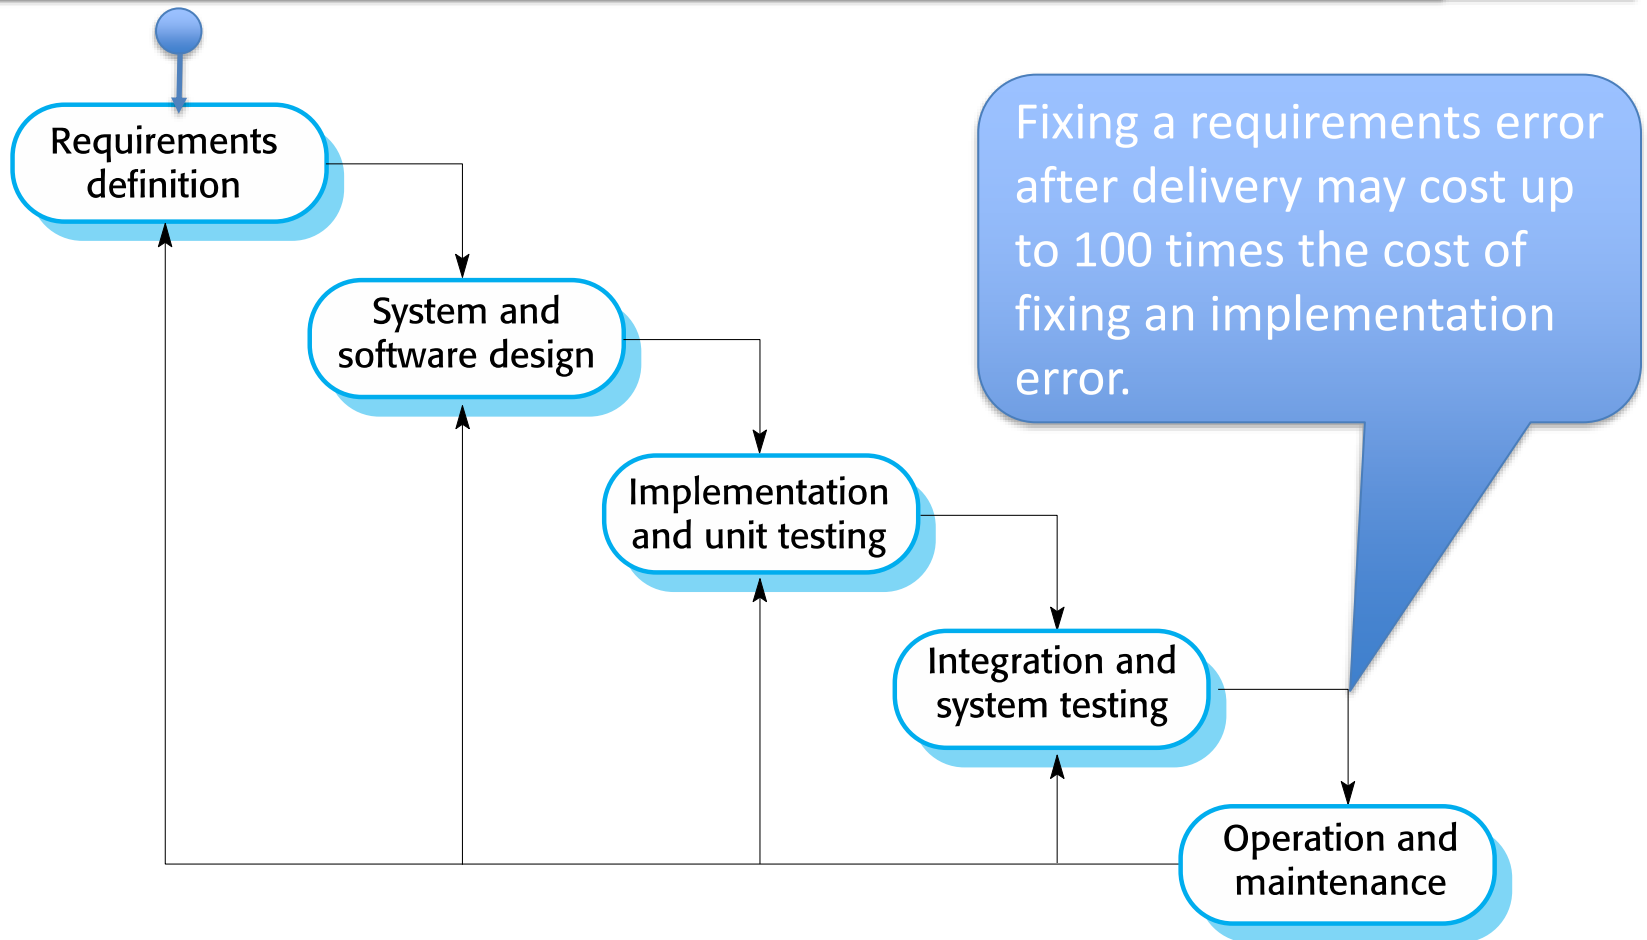 Requirements
definition
System and
software design
Implementation
and unit testing
Integration and
system testing
Operation and
maintenance
Fixing a requirements error
after delivery may cost up
to 100 times the cost of
fixing an implementation
error.